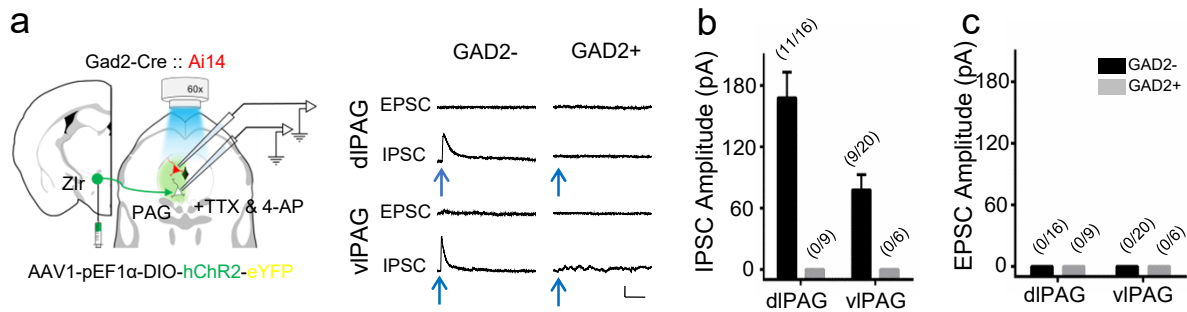 a
Gad2-Cre :: Ai14
60x
ZIr
PAG
+TTX & 4-AP
AAV1-pEF1α-DIO-hChR2-eYFP
GAD2-
GAD2+
dlPAG
EPSC
IPSC
vlPAG
EPSC
IPSC
b
IPSC Amplitude (pA)
180
120
60
0
(11/16)
(0/9)
(9/20)
(0/6)
dlPAG
vlPAG
c
EPSC Amplitude (pA)
180
120
60
0
GAD2-
GAD2+
(0/16)
(0/9)
(0/20)
(0/6)
dlPAG
vlPAG